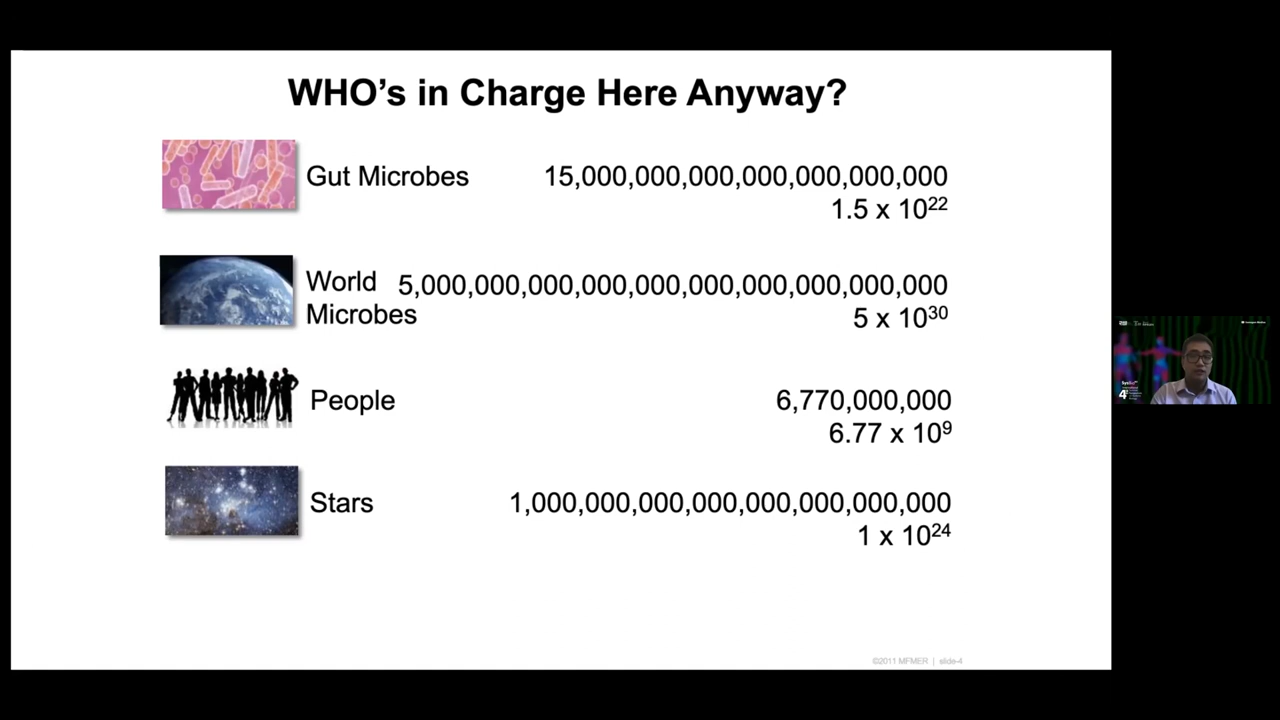 WHO's in Charge Here Anyway?
Gut Microbes 15,000,000,000,000,000,000,000
1.5 x 10²²
World 5,000,000,000,000,000,000,000,000,000,000
Microbes
5 x 10³⁰
People 6,770,000,000
6.77 x 10⁹
Stars 1,000,000,000,000,000,000,000,000
1 x 10²⁴
©2011 MFMER | slide-4